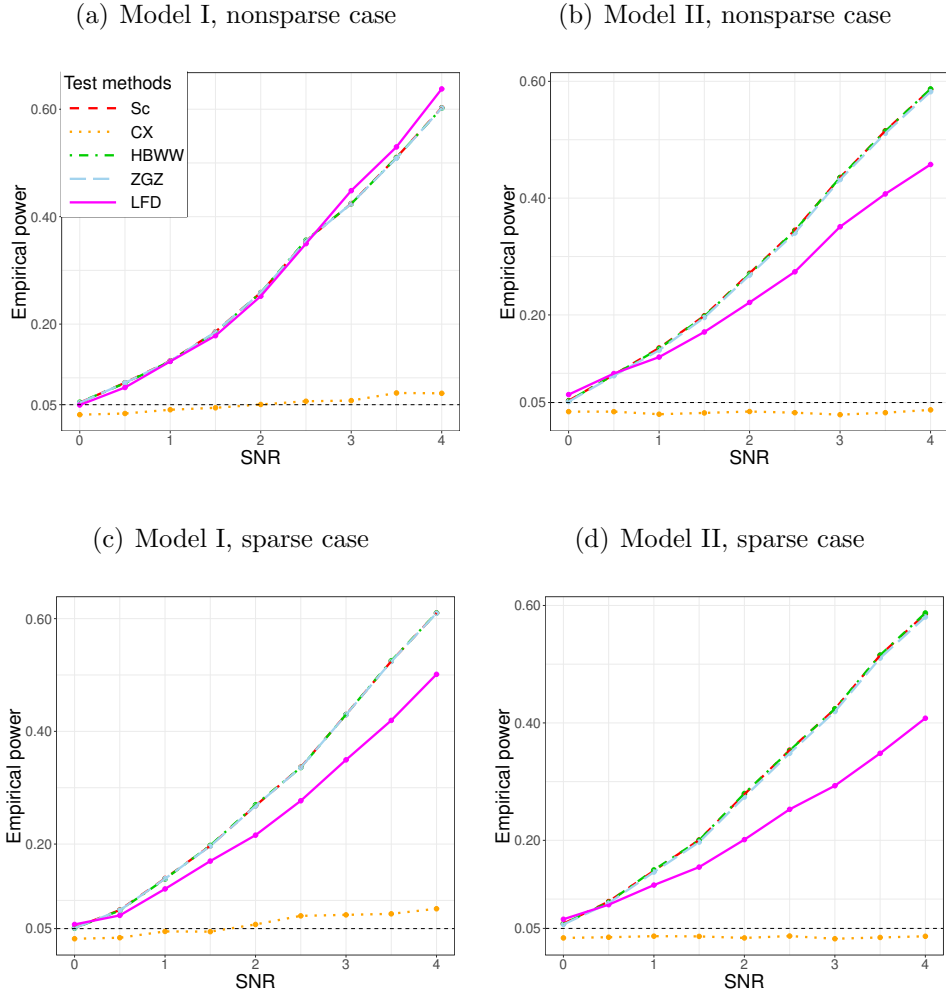 (a) Model I, nonsparse case
(b) Model II, nonsparse case
Test methods
Sc
CX
HBWW
ZGZ
LFD
Empirical power
0.60
0.40
0.20
0.05
0 1 2 3 4
SNR
Empirical power
0.60
0.40
0.20
0.05
0 1 2 3 4
SNR
(c) Model I, sparse case
(d) Model II, sparse case
Empirical power
0.60
0.40
0.20
0.05
0 1 2 3 4
SNR
Empirical power
0.60
0.40
0.20
0.05
0 1 2 3 4
SNR